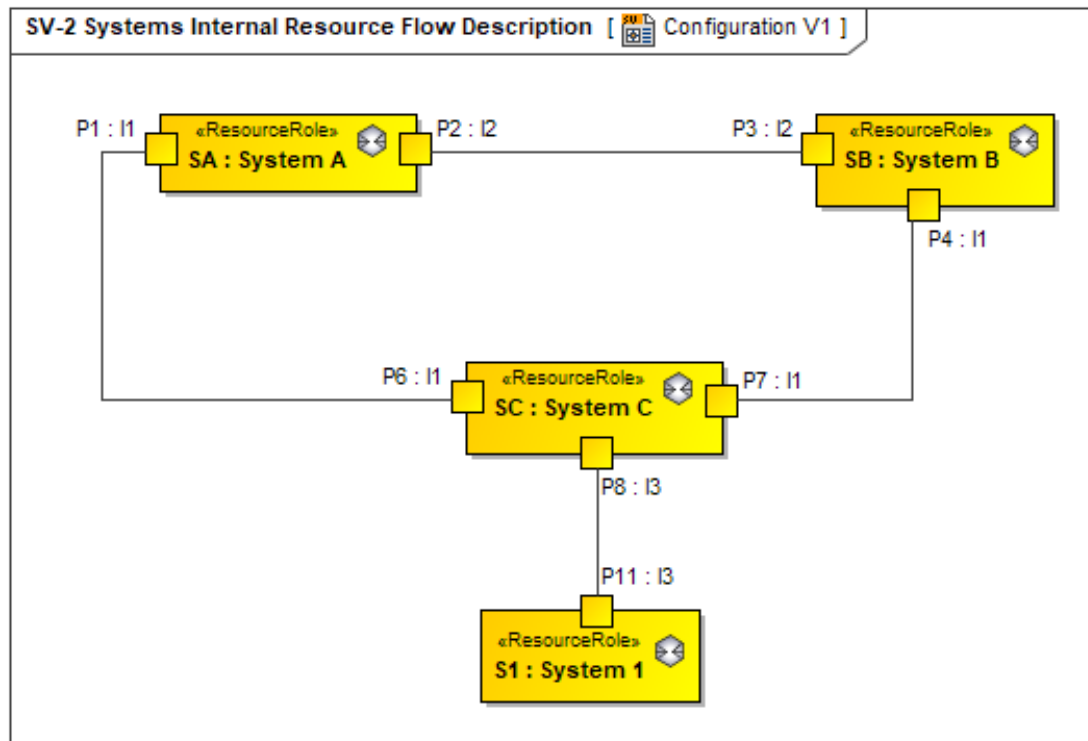 SV-2 Systems Internal Resource Flow Description [ SV Configuration V1 ]
P1 : I1
«ResourceRole»
SA : System A
P2 : I2
P3 : I2
«ResourceRole»
SB : System B
P4 : I1
P6 : I1
«ResourceRole»
SC : System C
P7 : I1
P8 : I3
P11 : I3
«ResourceRole»
S1 : System 1